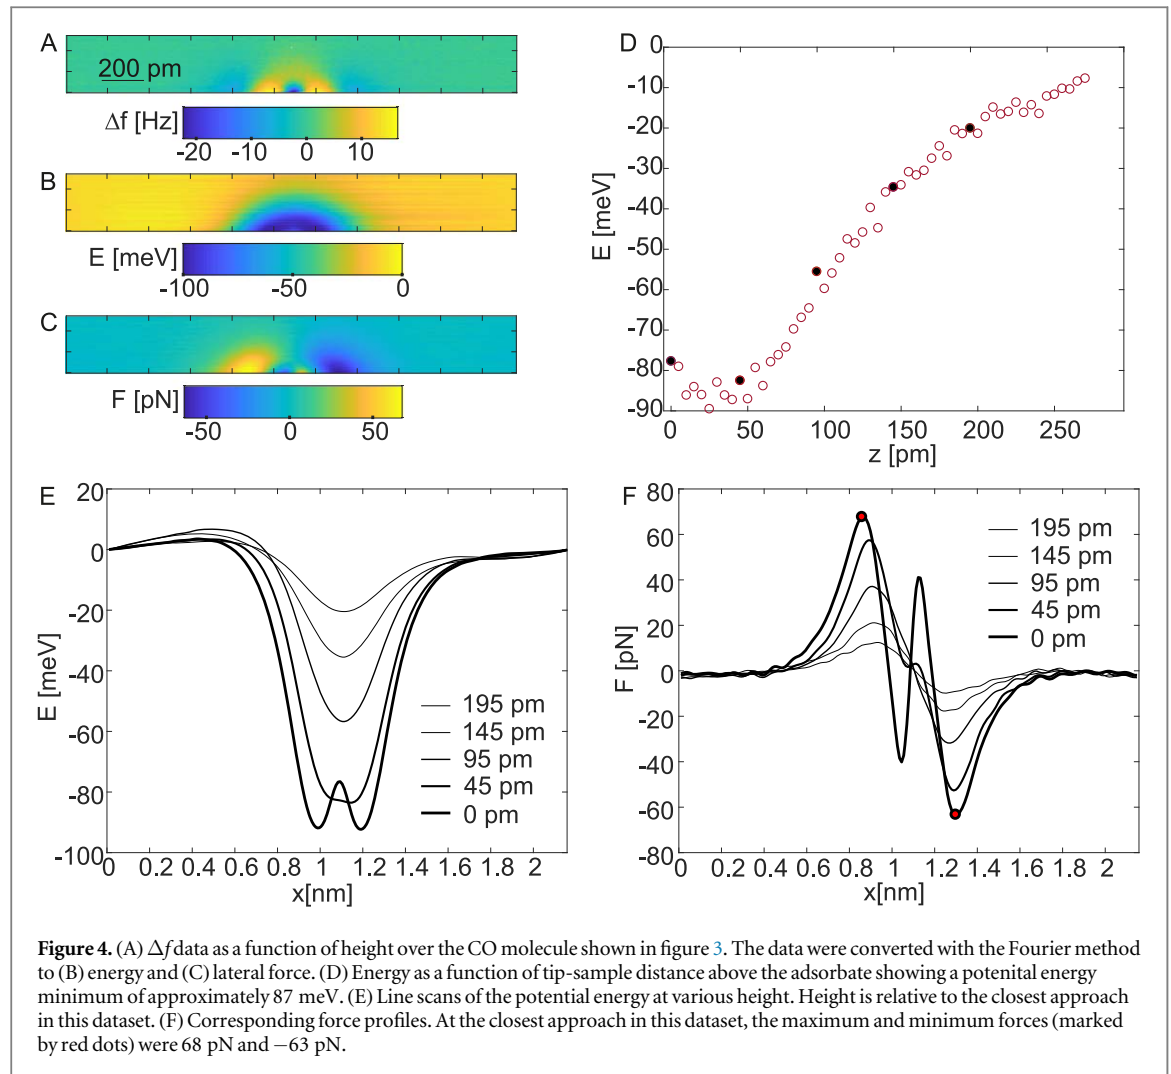 A
200 pm
Δf [Hz]
-20 -10 0 10
B
E [meV]
-100 -50 0
C
F [pN]
-50 0 50
D
0
-10
-20
-30
-40
-50
-60
-70
-80
-90
E [meV]
0 50 100 150 200 250
z [pm]
E
20
0
-20
-40
-60
-80
-100
E [meV]
195 pm
145 pm
95 pm
45 pm
0 pm
0 0.2 0.4 0.6 0.8 1 1.2 1.4 1.6 1.8 2
x[nm]
F
80
60
40
20
0
-20
-40
-60
-80
F [pN]
195 pm
145 pm
95 pm
45 pm
0 pm
0 0.2 0.4 0.6 0.8 1 1.2 1.4 1.6 1.8 2
x[nm]
Figure 4. (A) Δf data as a function of height over the CO molecule shown in figure 3. The data were converted with the Fourier method
to (B) energy and (C) lateral force. (D) Energy as a function of tip-sample distance above the adsorbate showing a potenital energy
minimum of approximately 87 meV. (E) Line scans of the potential energy at various height. Height is relative to the closest approach
in this dataset. (F) Corresponding force profiles. At the closest approach in this dataset, the maximum and minimum forces (marked
by red dots) were 68 pN and −63 pN.